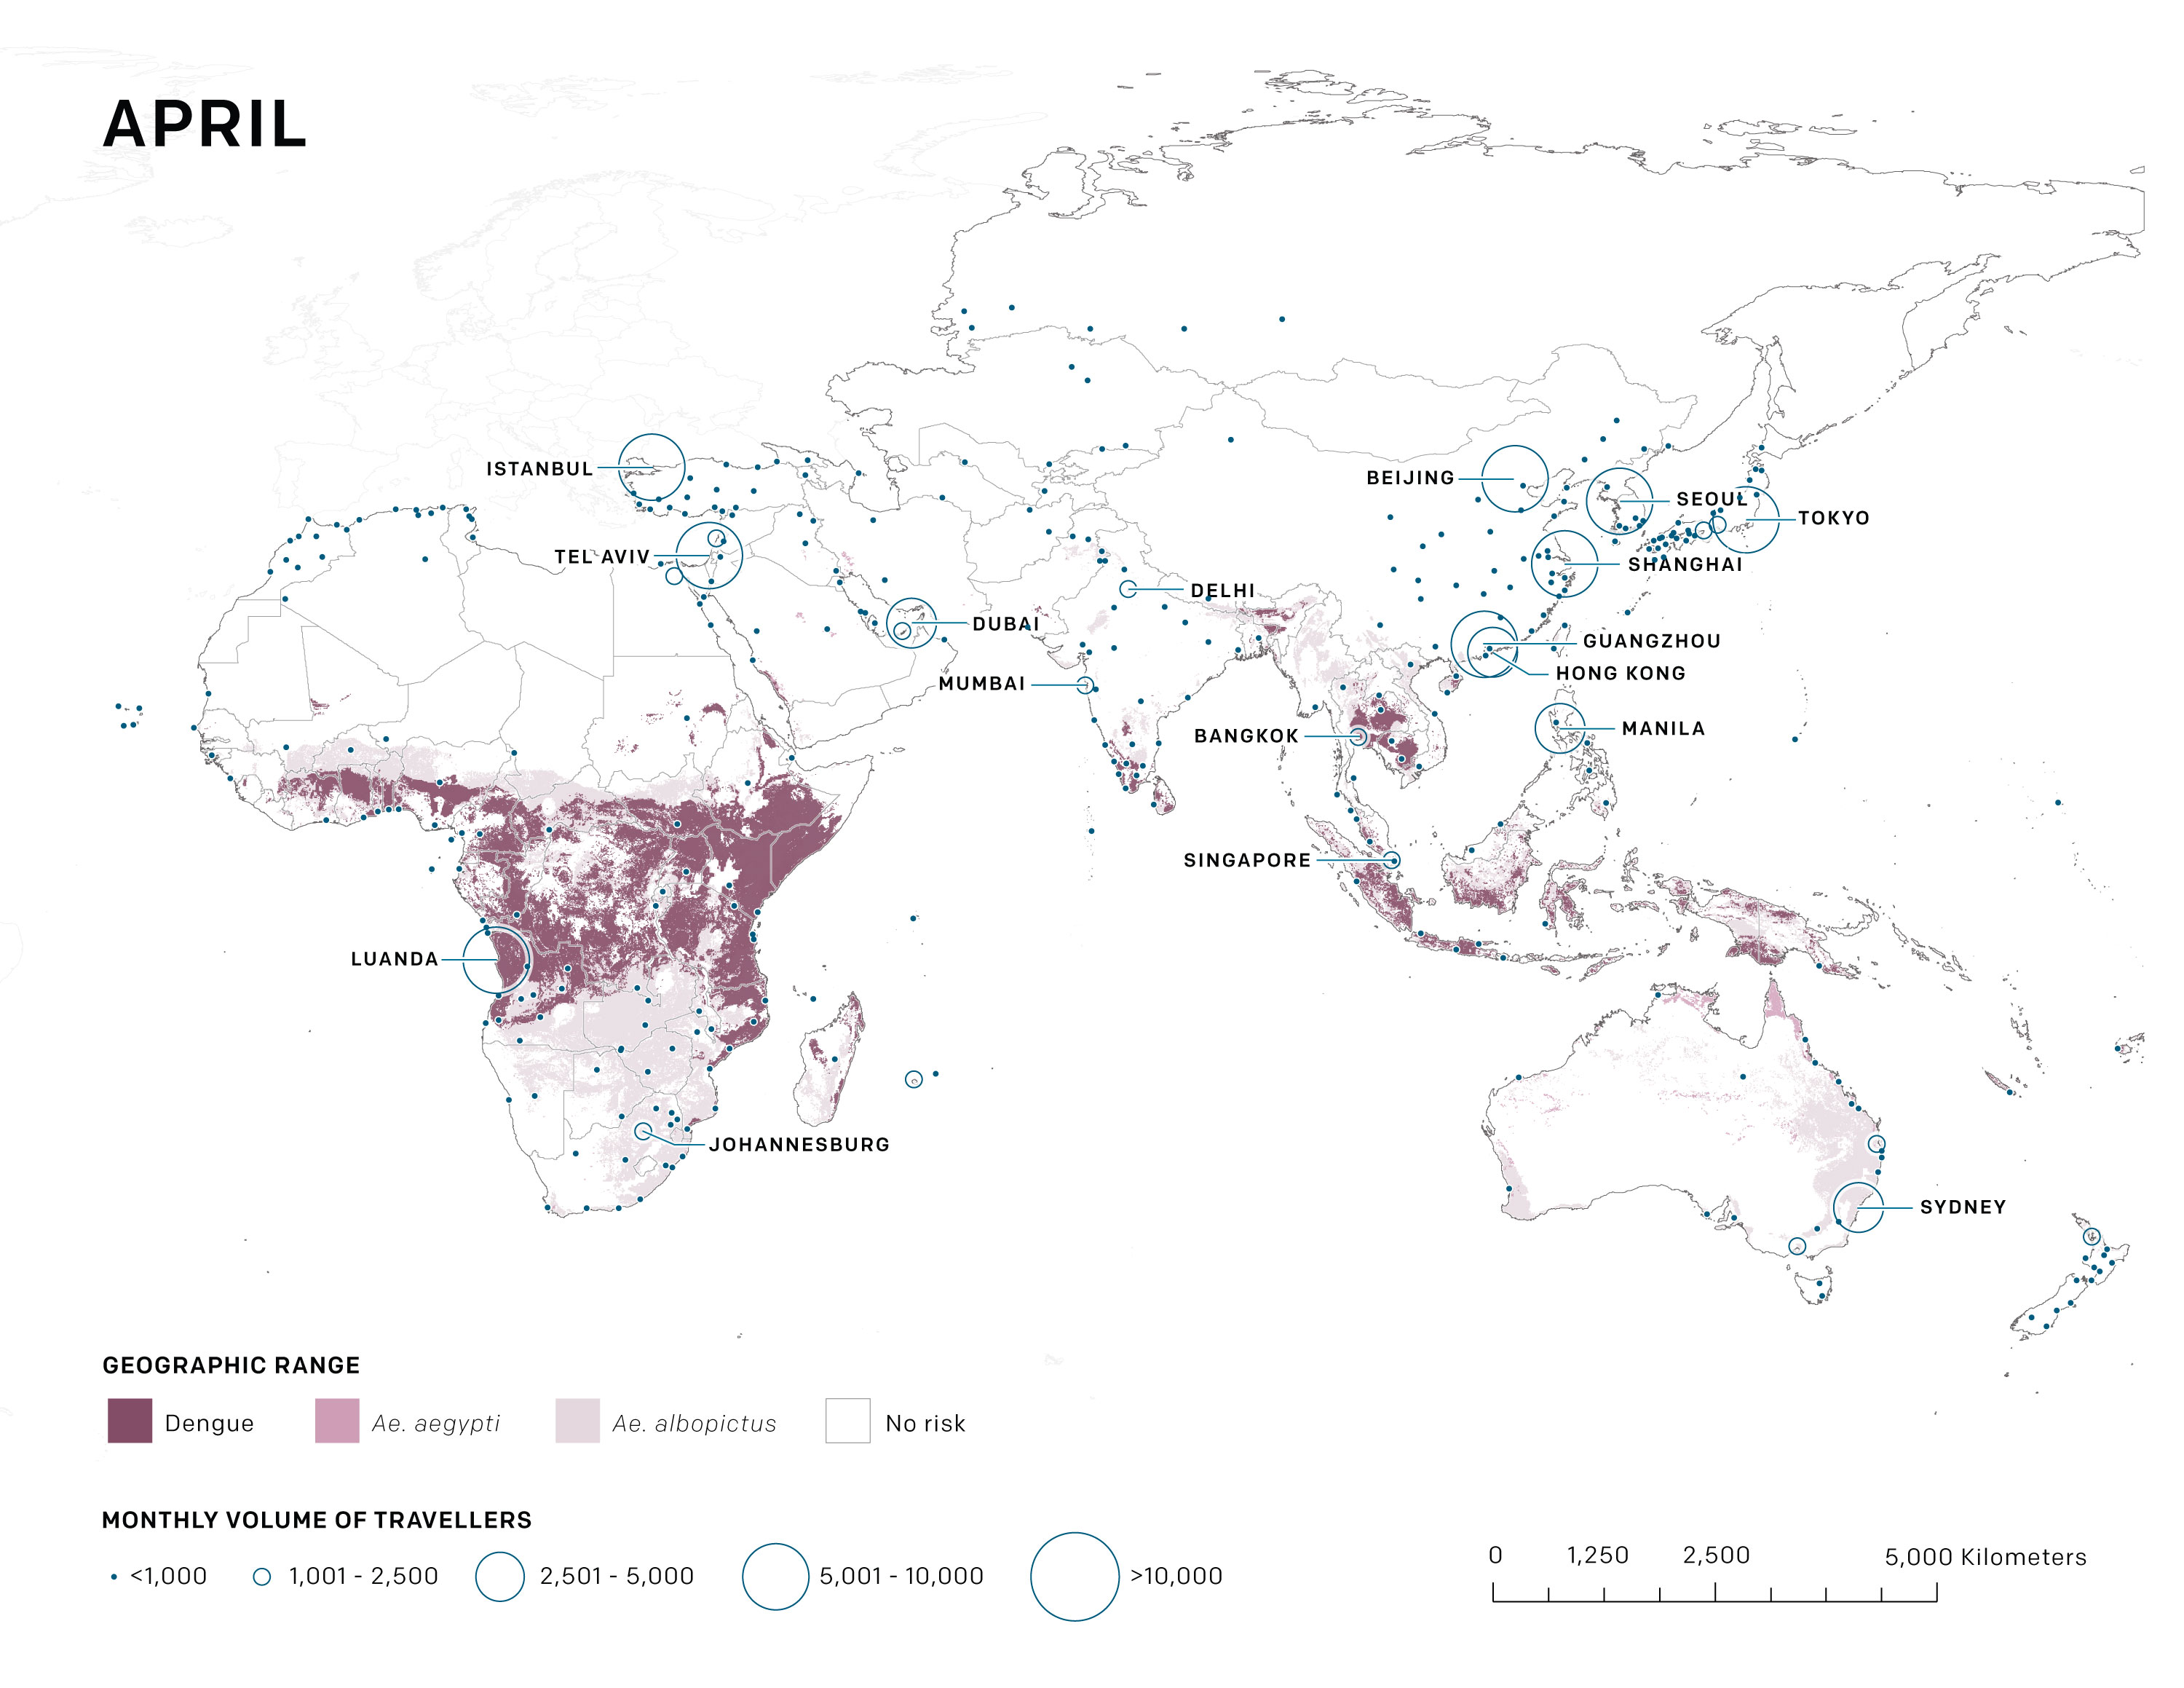 APRIL
ISTANBUL
BEIJING
SEOUL
TOKYO
TEL AVIV
SHANGHAI
DELHI
DUBAI
GUANGZHOU
HONG KONG
MUMBAI
MANILA
BANGKOK
SINGAPORE
LUANDA
JOHANNESBURG
SYDNEY
GEOGRAPHIC RANGE
Dengue Ae. aegypti Ae. albopictus No risk
MONTHLY VOLUME OF TRAVELLERS
<1,000 1,001 - 2,500 2,501 - 5,000 5,001 - 10,000 >10,000
0 1,250 2,500 5,000 Kilometers